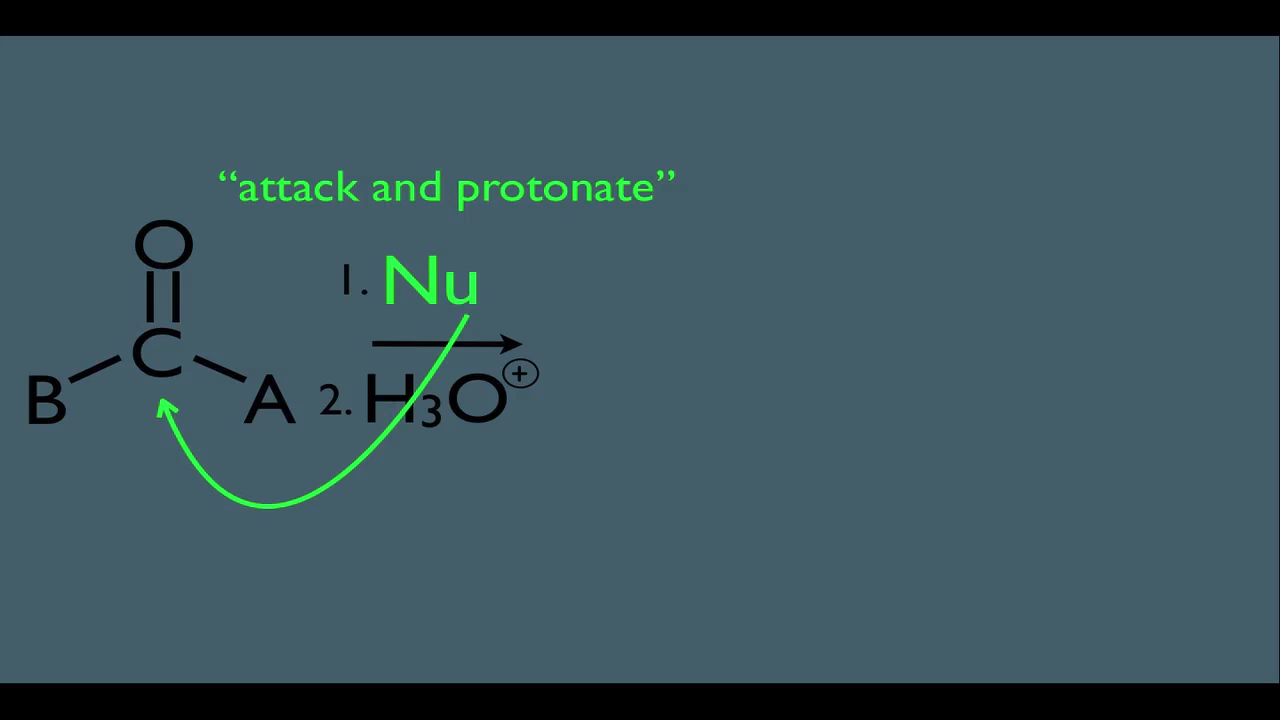 “attack and protonate”
O
1. Nu
C
B A 2. H₃O⊕